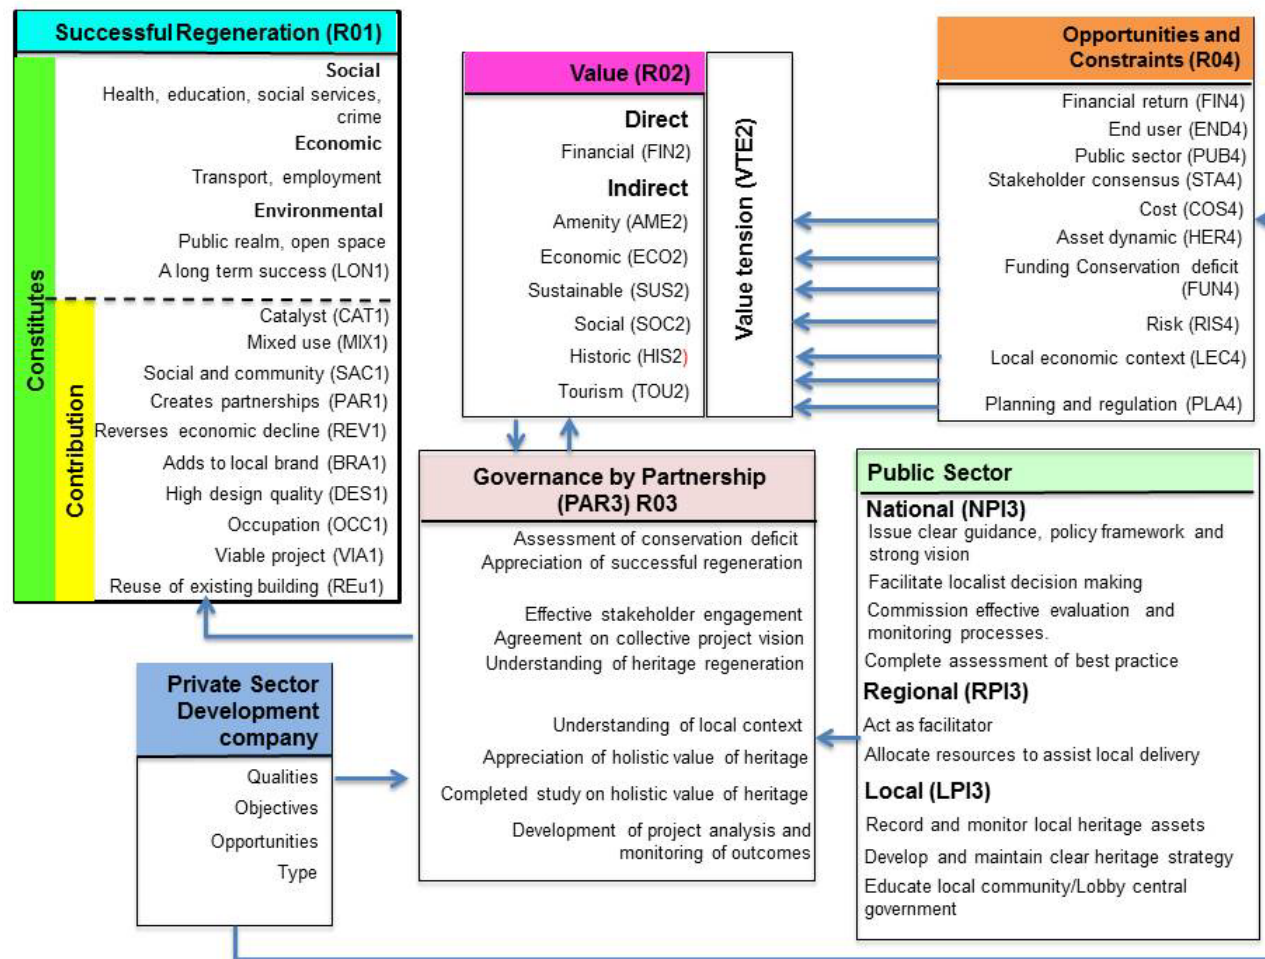 Successful Regeneration (R01)
Social
Health, education, social services,
crime
Economic
Transport, employment
Environmental
Public realm, open space
A long term success (LON1)
Constitutes
Catalyst (CAT1)
Mixed use (MIX1)
Social and community (SAC1)
Creates partnerships (PAR1)
Reverses economic decline (REV1)
Adds to local brand (BRA1)
High design quality (DES1)
Occupation (OCC1)
Viable project (VIA1)
Reuse of existing building (REu1)
Contribution
Value (R02)
Direct
Financial (FIN2)
Indirect
Amenity (AME2)
Economic (ECO2)
Sustainable (SUS2)
Social (SOC2)
Historic (HIS2)
Tourism (TOU2)
Value tension (VTE2)
Opportunities and
Constraints (R04)
Financial return (FIN4)
End user (END4)
Public sector (PUB4)
Stakeholder consensus (STA4)
Cost (COS4)
Asset dynamic (HER4)
Funding Conservation deficit
(FUN4)
Risk (RIS4)
Local economic context (LEC4)
Planning and regulation (PLA4)
Governance by Partnership
(PAR3) R03
Assessment of conservation deficit
Appreciation of successful regeneration
Effective stakeholder engagement
Agreement on collective project vision
Understanding of heritage regeneration
Understanding of local context
Appreciation of holistic value of heritage
Completed study on holistic value of heritage
Development of project analysis and
monitoring of outcomes
Public Sector
National (NPI3)
Issue clear guidance, policy framework and
strong vision
Facilitate localist decision making
Commission effective evaluation and
monitoring processes.
Complete assessment of best practice
Regional (RPI3)
Act as facilitator
Allocate resources to assist local delivery
Local (LPI3)
Record and monitor local heritage assets
Develop and maintain clear heritage strategy
Educate local community/Lobby central
government
Private Sector
Development
company
Qualities
Objectives
Opportunities
Type